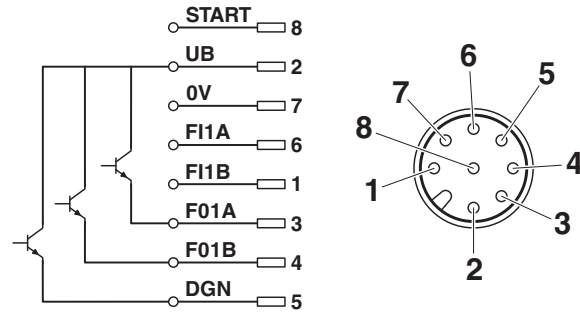 START 8
UB 2
0V 7
FI1A 6
FI1B 1
F01A 3
F01B 4
DGN 5
6
7 5
8
1 4
3
2